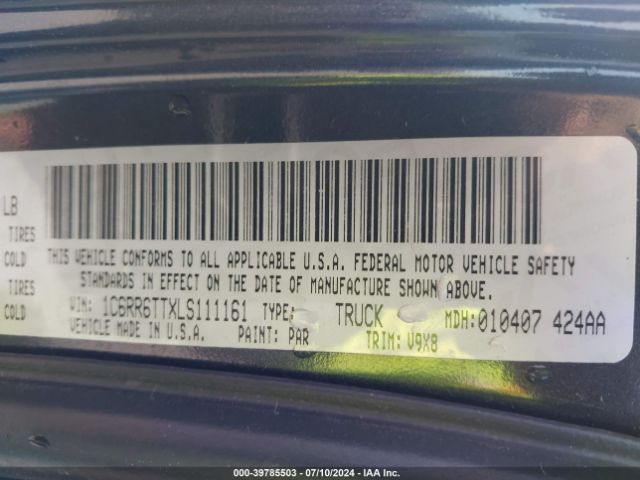 LB
TIRES
COLD
TIRES
COLD
THIS VEHICLE CONFORMS TO ALL APPLICABLE U.S.A. FEDERAL MOTOR VEHICLE SAFETY
STANDARDS IN EFFECT ON THE DATE OF MANUFACTURE SHOWN ABOVE.
VIN: 1C6RR6TTXLS111161 TYPE: TRUCK MDH:010407 424AA
VEHICLE MADE IN U.S.A. PAINT: PAR TRIM: V9X8
000-39785503 - 07/10/2024 - IAA Inc.